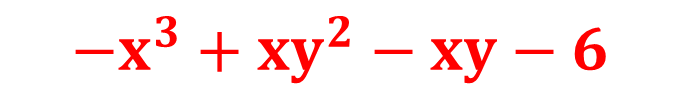 −x³ + xy² − xy − 6